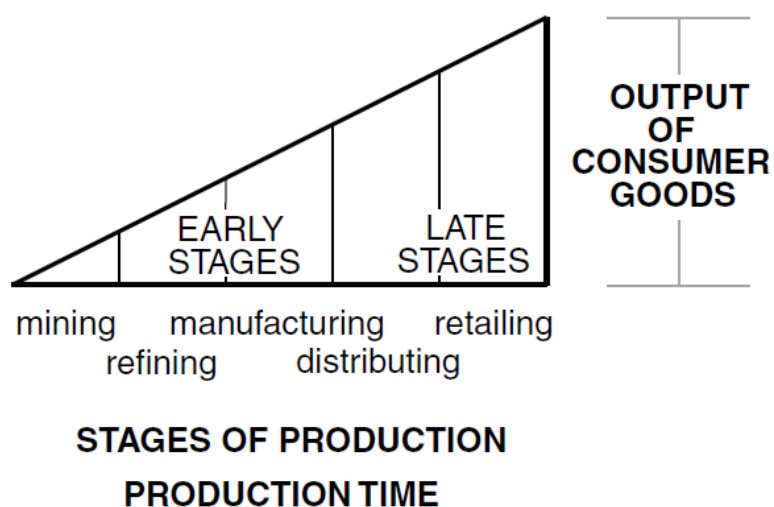 OUTPUT
OF
CONSUMER
GOODS
EARLY
STAGES
LATE
STAGES
mining
manufacturing
retailing
refining
distributing
STAGES OF PRODUCTION
PRODUCTION TIME